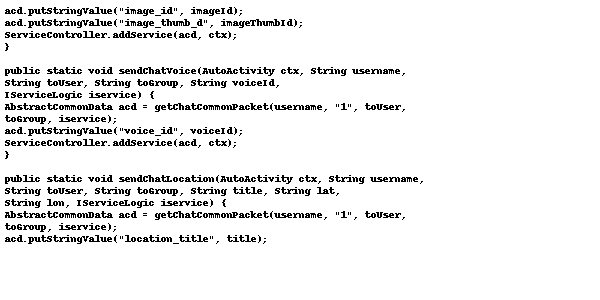 acd.putStringValue("image_id", imageId);
acd.putStringValue("image_thumb_d", imageThumbId);
ServiceController.addService(acd, ctx);
}
public static void sendChatVoice(AutoActivity ctx, String username,
String toUser, String toGroup, String voiceId,
IServiceLogic iservice) {
AbstractCommonData acd = getChatCommonPacket(username, "1", toUser,
toGroup, iservice);
acd.putStringValue("voice_id", voiceId);
ServiceController.addService(acd, ctx);
}
public static void sendChatLocation(AutoActivity ctx, String username,
String toUser, String toGroup, String title, String lat,
String lon, IServiceLogic iservice) {
AbstractCommonData acd = getChatCommonPacket(username, "1", toUser,
toGroup, iservice);
acd.putStringValue("location_title", title);